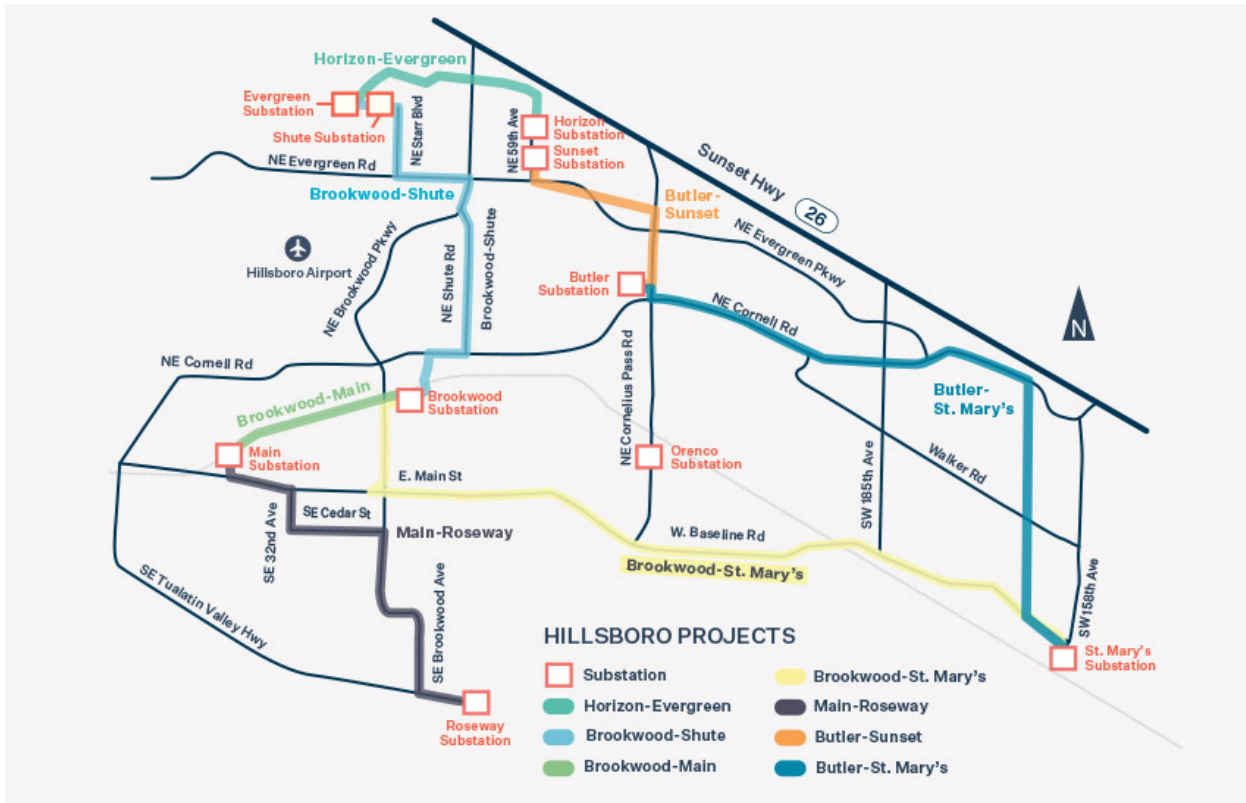 Horizon-Evergreen
Evergreen
Substation
Shute Substation
NE Starr Blvd
NE 59th Ave
Horizon
Substation
Sunset
Substation
NE Evergreen Rd
Brookwood-Shute
Sunset Hwy
26
Butler-
Sunset
NE Evergreen Pkwy
Hillsboro Airport
NE Brookwood Pkwy
NE Shute Rd
Brookwood-Shute
Butler
Substation
NE Cornell Rd
N
NE Cornell Rd
NE Cornelius Pass Rd
Brookwood-Main
Brookwood
Substation
Butler-
St. Mary's
Main
Substation
Orenco
Substation
SW 185th Ave
Walker Rd
E. Main St
SE 32nd Ave
SE Cedar St
Main-Roseway
W. Baseline Rd
Brookwood-St. Mary's
SE Tualatin Valley Hwy
SE Brookwood Ave
SW 158th Ave
St. Mary's
Substation
Roseway
Substation
HILLSBORO PROJECTS
Substation
Horizon-Evergreen
Brookwood-Shute
Brookwood-Main
Brookwood-St. Mary's
Main-Roseway
Butler-Sunset
Butler-St. Mary's